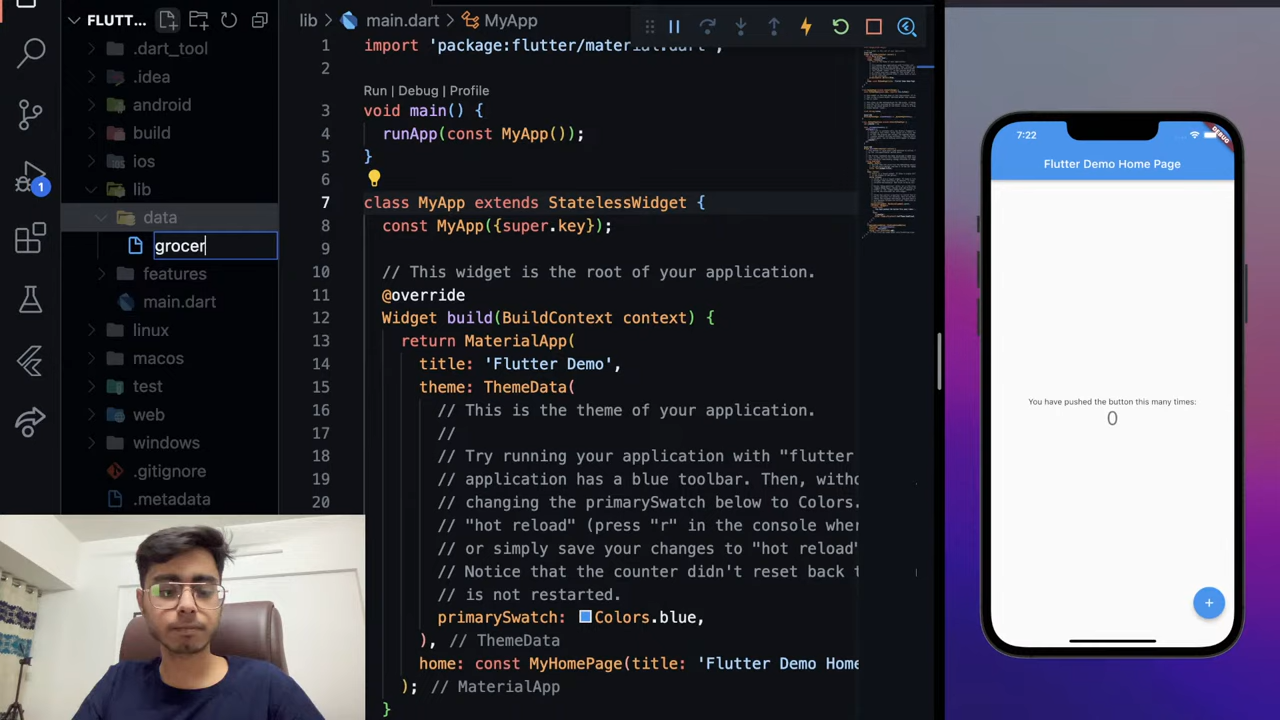 FLUTT...
.dart_tool
.idea
android
build
ios
lib
data
grocer
features
main.dart
linux
macos
test
web
windows
.gitignore
.metadata
1
lib > main.dart > MyApp
1 import 'package:flutter/material.dart';
2
Run | Debug | Profile
3 void main() {
4 runApp(const MyApp());
5 }
6
7 class MyApp extends StatelessWidget {
8 const MyApp({super.key});
9
10 // This widget is the root of your application.
11 @override
12 Widget build(BuildContext context) {
13 return MaterialApp(
14 title: 'Flutter Demo',
15 theme: ThemeData(
16 // This is the theme of your application.
17 //
18 // Try running your application with "flutter
19 // application has a blue toolbar. Then, witho
20 // changing the primarySwatch below to Colors.
// "hot reload" (press "r" in the console wher
// or simply save your changes to "hot reload"
// Notice that the counter didn't reset back t
// is not restarted.
primarySwatch: Colors.blue,
), // ThemeData
home: const MyHomePage(title: 'Flutter Demo Home
); // MaterialApp
}
7:22
DEBUG
Flutter Demo Home Page
You have pushed the button this many times:
0
+